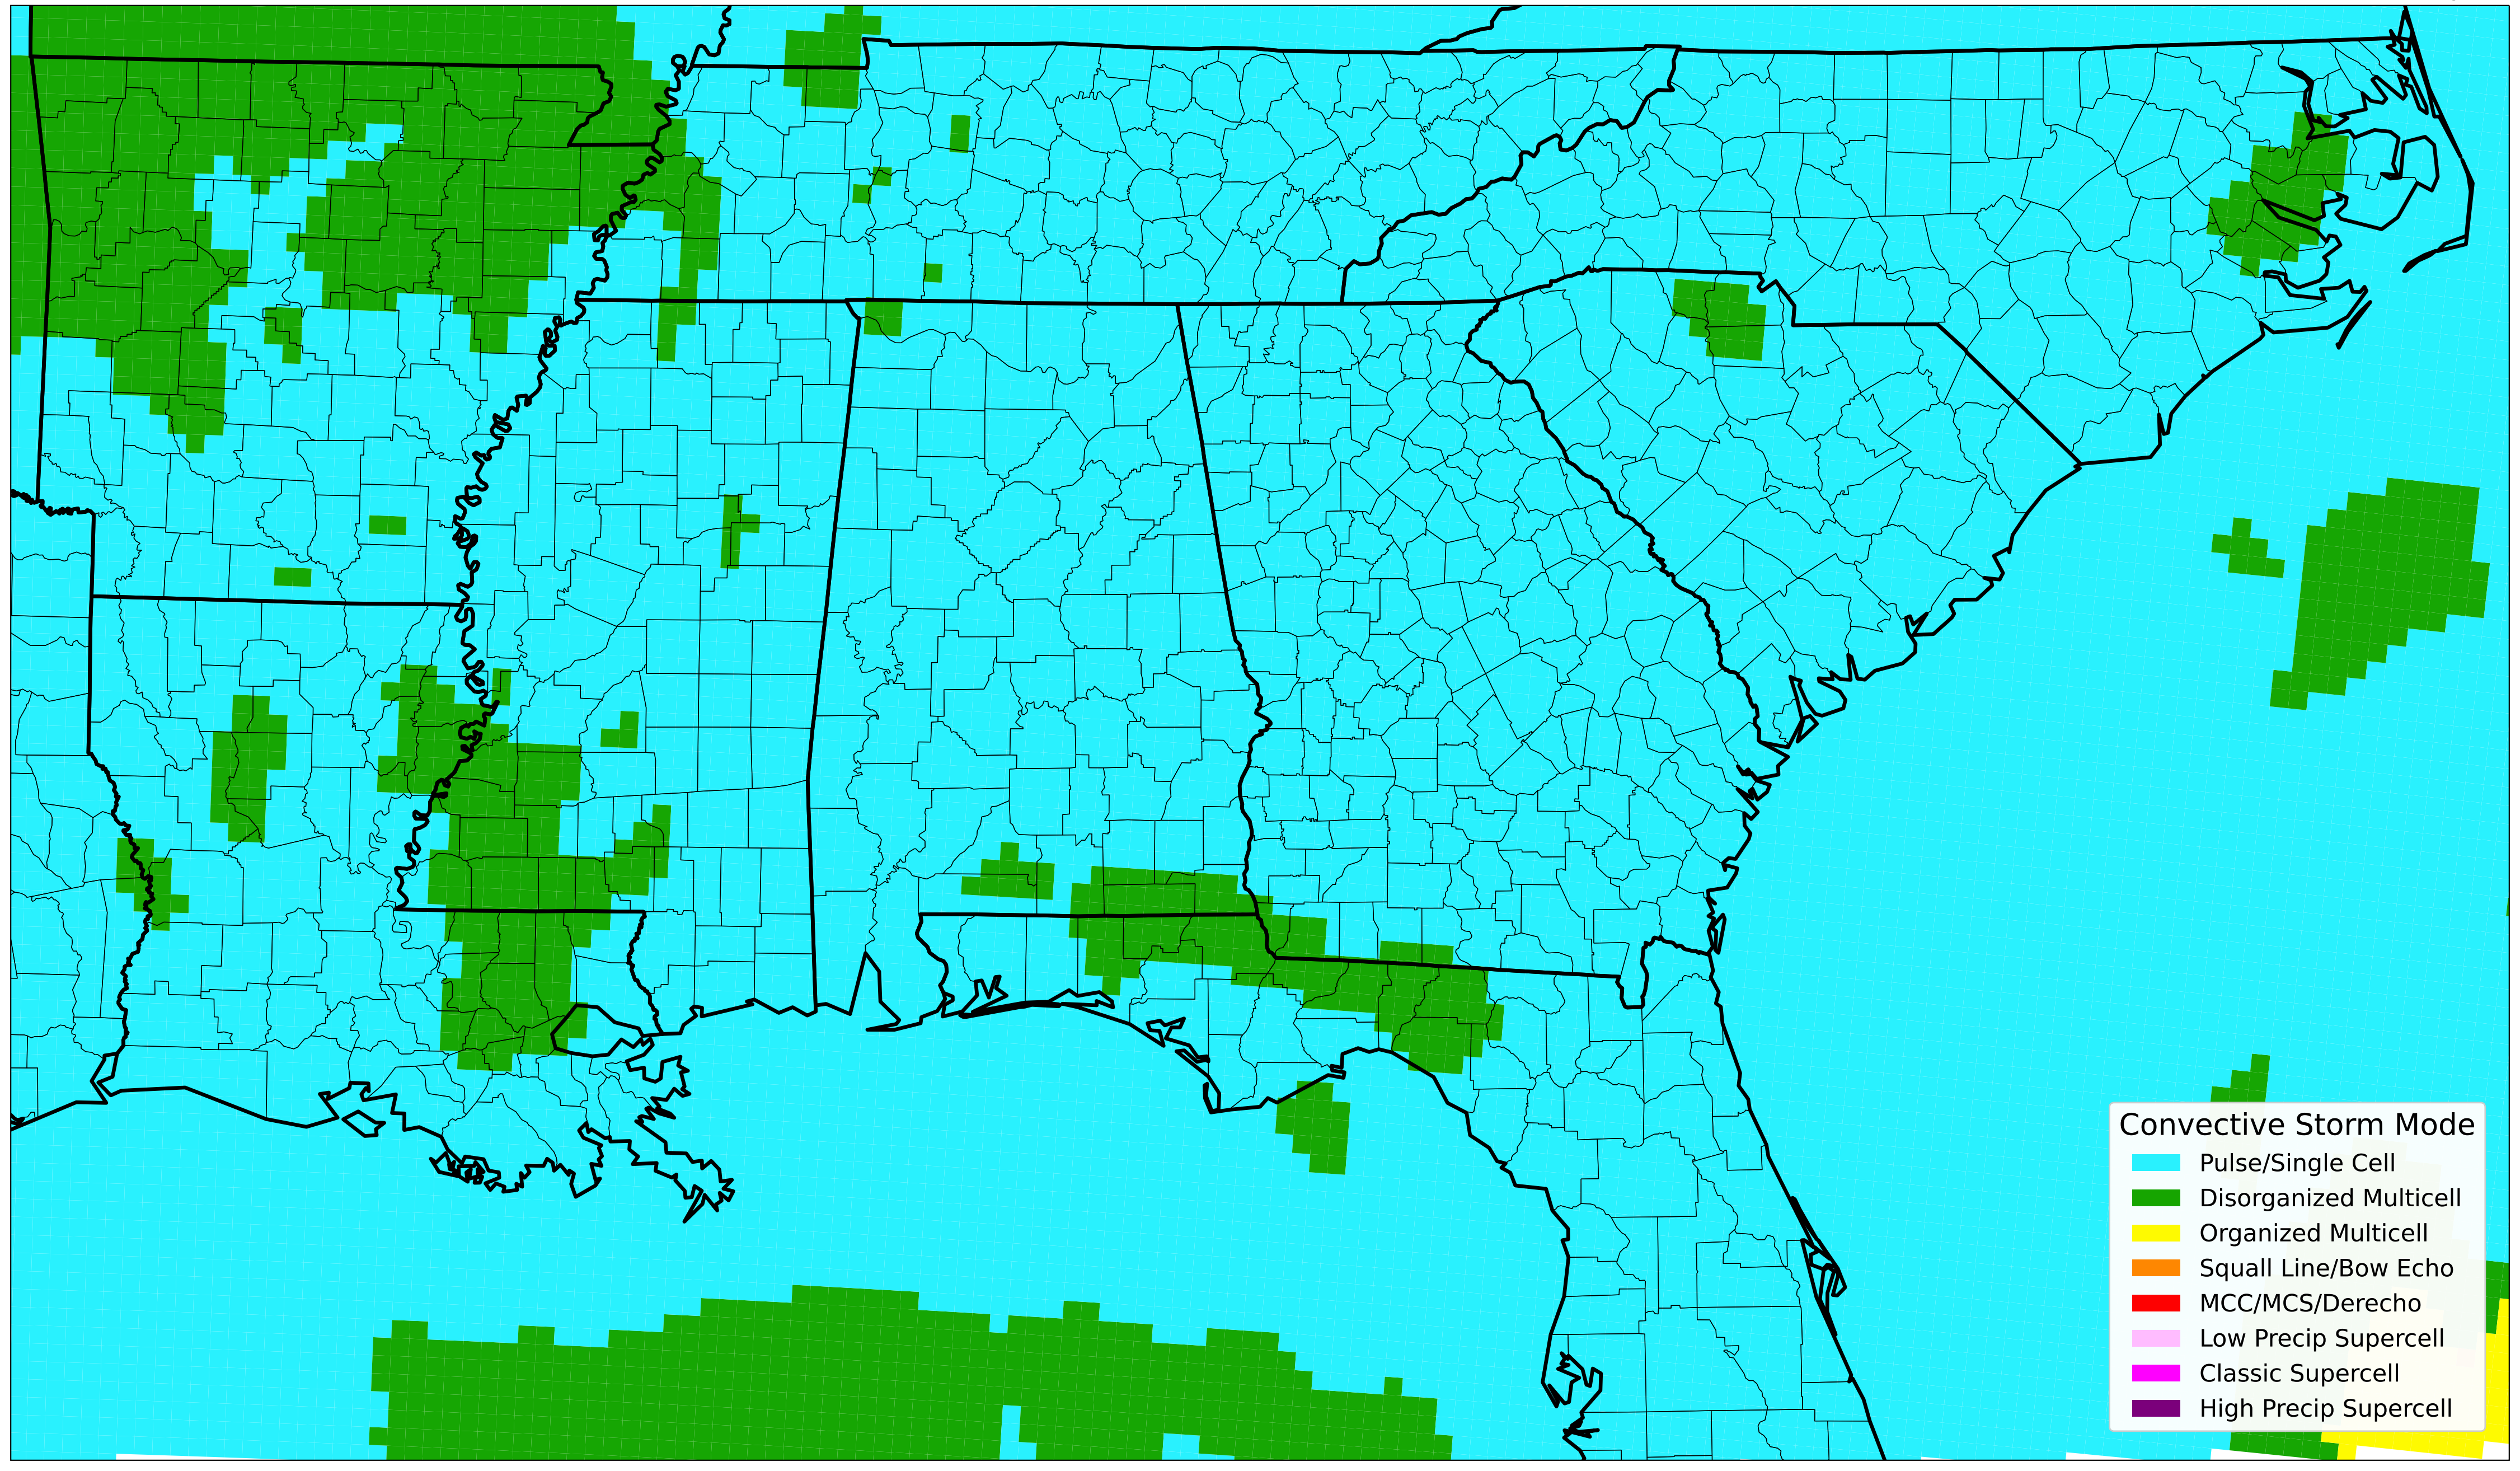 Convective Storm Mode
Pulse/Single Cell
Disorganized Multicell
Organized Multicell
Squall Line/Bow Echo
MCC/MCS/Derecho
Low Precip Supercell
Classic Supercell
High Precip Supercell